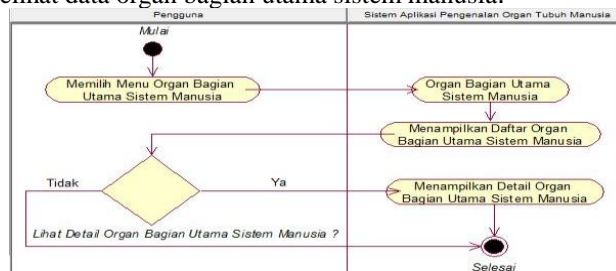 melihat data organ bagian utama sistem manusia.
Pengguna
Sistem Aplikasi Pengenalan Organ Tubuh Manusia
Mulai
Memilih Menu Organ Bagian
Utama Sistem Manusia
Organ Bagian Utama
Sistem Manusia
Menampilkan Daftar Organ
Bagian Utama Sistem Manusia
Tidak
Ya
Menampilkan Detail Organ
Bagian Utama Sistem Manusia
Lihat Detail Organ Bagian Utama Sistem Manusia ?
Selesai